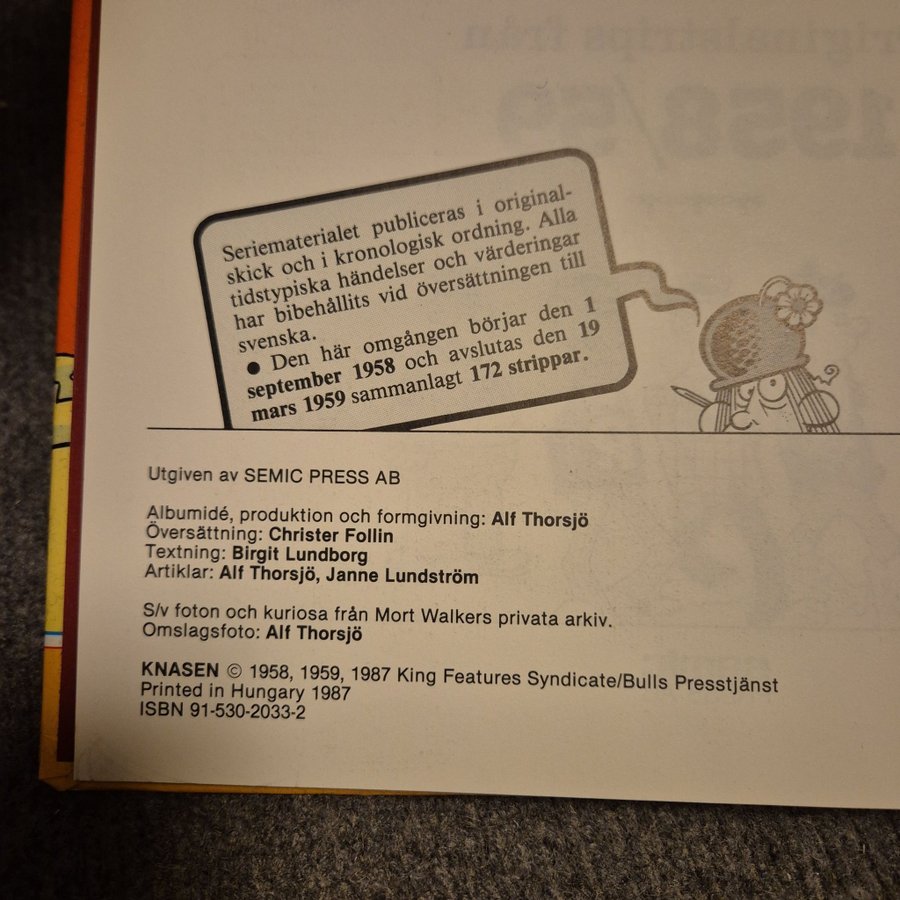 originalstrips från
1958/59
Seriematerialet publiceras i original-
skick och i kronologisk ordning. Alla
tidstypiska händelser och värderingar
har bibehållits vid översättningen till
svenska.
● Den här omgången börjar den 1
september 1958 och avslutas den 19
mars 1959 sammanlagt 172 strippar.
Utgiven av SEMIC PRESS AB
Albumidé, produktion och formgivning: Alf Thorsjö
Översättning: Christer Follin
Textning: Birgit Lundborg
Artiklar: Alf Thorsjö, Janne Lundström
S/v foton och kuriosa från Mort Walkers privata arkiv.
Omslagsfoto: Alf Thorsjö
KNASEN © 1958, 1959, 1987 King Features Syndicate/Bulls Presstjänst
Printed in Hungary 1987
ISBN 91-530-2033-2